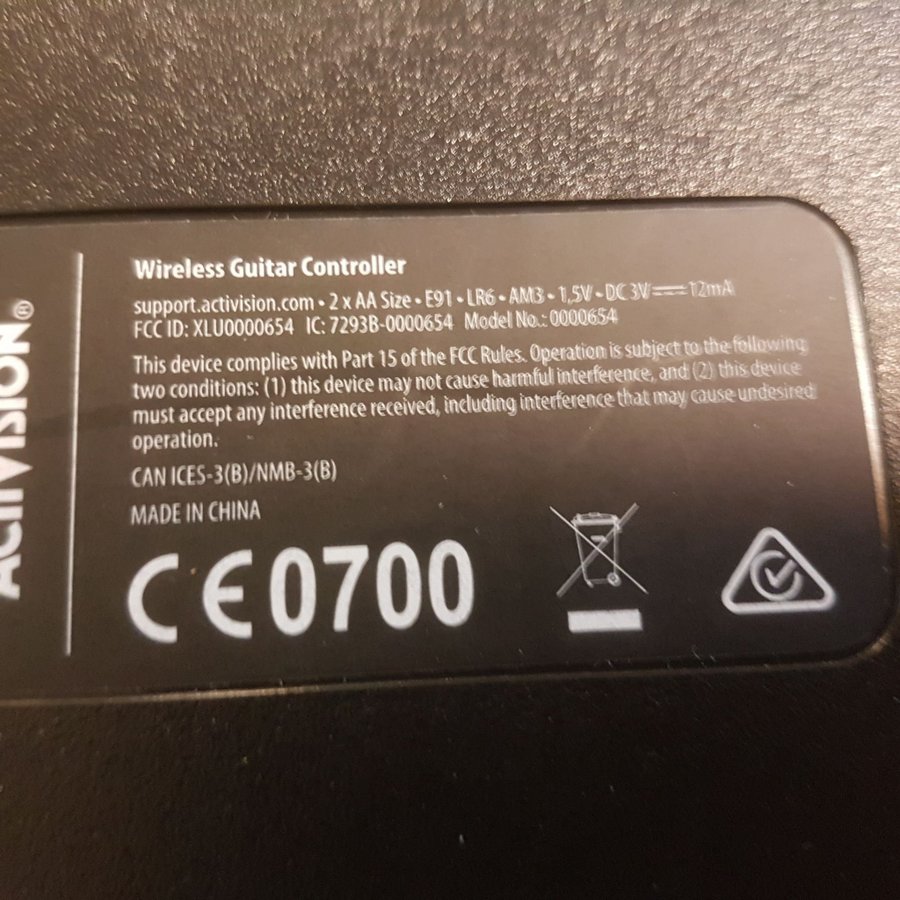 ACTIVISION®
Wireless Guitar Controller
support.activision.com • 2 x AA Size • E91 • LR6 • AM3 • 1,5V • DC 3V⎓12mA
FCC ID: XLU0000654 IC: 7293B-0000654 Model No.: 0000654
This device complies with Part 15 of the FCC Rules. Operation is subject to the following
two conditions: (1) this device may not cause harmful interference, and (2) this device
must accept any interference received, including interference that may cause undesired
operation.
CAN ICES-3(B)/NMB-3(B)
MADE IN CHINA
CE0700